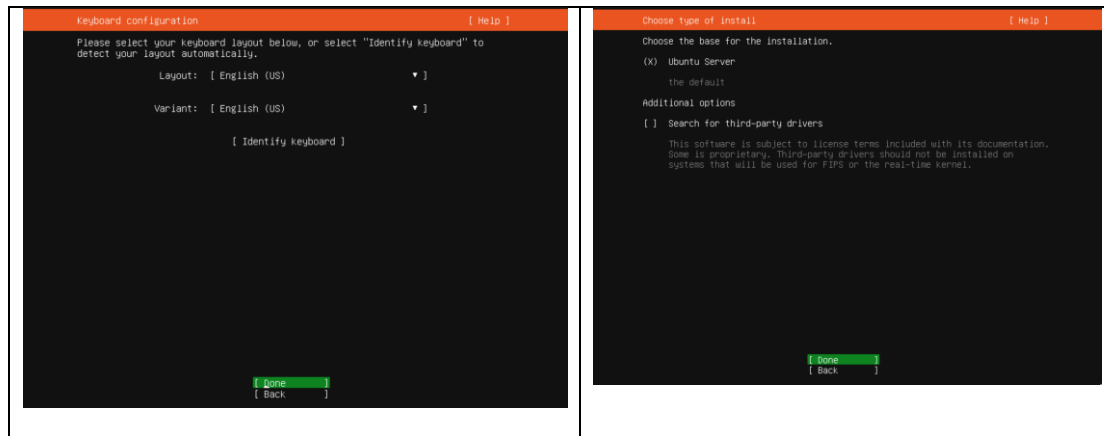 Keyboard configuration [ Help ]
Please select your keyboard layout below, or select "Identify keyboard" to
detect your layout automatically.
Layout: [ English (US) ▾ ]
Variant: [ English (US) ▾ ]
[ Identify keyboard ]
[ Done ]
[ Back ]
Choose type of install [ Help ]
Choose the base for the installation.
(X) Ubuntu Server
the default
Additional options
[ ] Search for third-party drivers
This software is subject to license terms included with its documentation.
Some is proprietary. Third-party drivers should not be installed on
systems that will be used for FIPS or the real-time kernel.
[ Done ]
[ Back ]